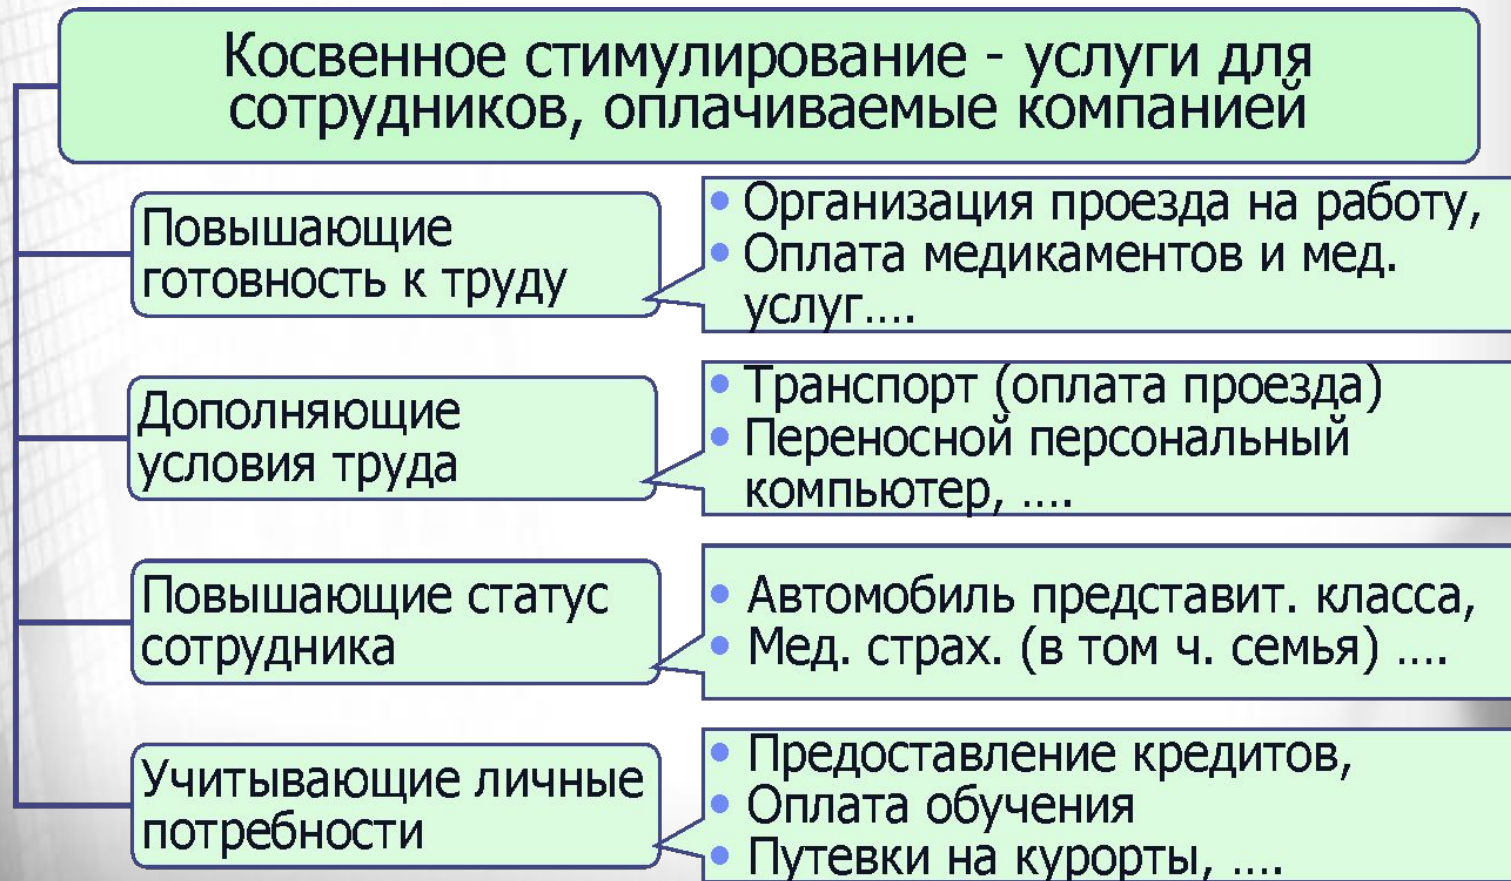 Косвенное стимулирование - услуги для
сотрудников, оплачиваемые компанией
Повышающие
готовность к труду
• Организация проезда на работу,
• Оплата медикаментов и мед.
услуг....
Дополняющие
условия труда
• Транспорт (оплата проезда)
• Переносной персональный
компьютер, ....
Повышающие статус
сотрудника
• Автомобиль представит. класса,
• Мед. страх. (в том ч. семья) ....
Учитывающие личные
потребности
• Предоставление кредитов,
• Оплата обучения
• Путевки на курорты, ....